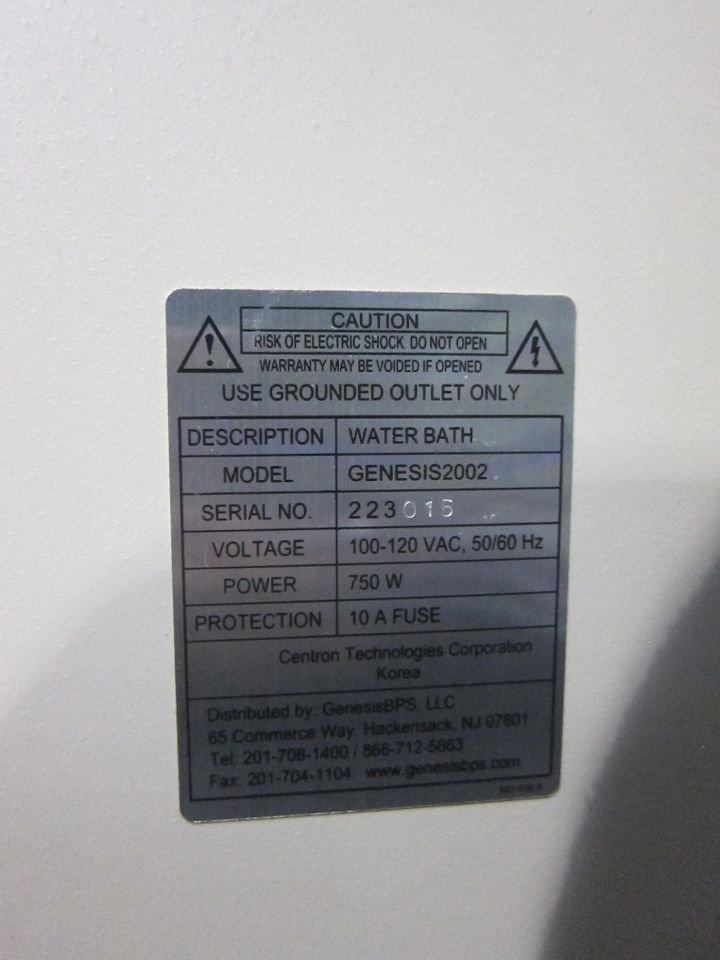 CAUTION
RISK OF ELECTRIC SHOCK DO NOT OPEN
WARRANTY MAY BE VOIDED IF OPENED
USE GROUNDED OUTLET ONLY
DESCRIPTION WATER BATH
MODEL GENESIS2002
SERIAL NO. 223016
VOLTAGE 100-120 VAC, 50/60 Hz
POWER 750 W
PROTECTION 10 A FUSE
Centron Technologies Corporation
Korea
Distributed by: GenesisBPS, LLC
65 Commerce Way, Hackensack, NJ 07601
Tel: 201-708-1400 / 866-712-5663
Fax: 201-704-1104 www.genesisbps.com